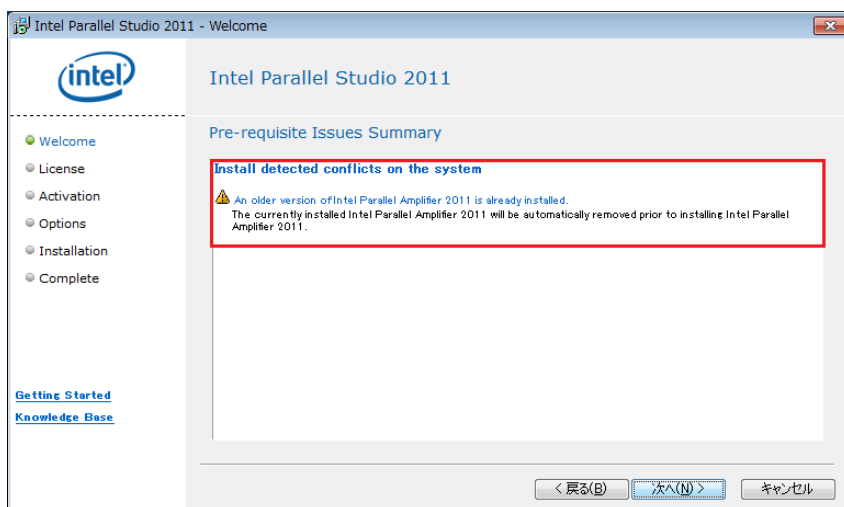 Intel Parallel Studio 2011 - Welcome
intel
Intel Parallel Studio 2011
Welcome
License
Activation
Options
Installation
Complete
Getting Started
Knowledge Base
Pre-requisite Issues Summary
Install detected conflicts on the system
An older version of Intel Parallel Amplifier 2011 is already installed.
The currently installed Intel Parallel Amplifier 2011 will be automatically removed prior to installing Intel Parallel
Amplifier 2011.
< 戻る(B)
次へ(N) >
キャンセル